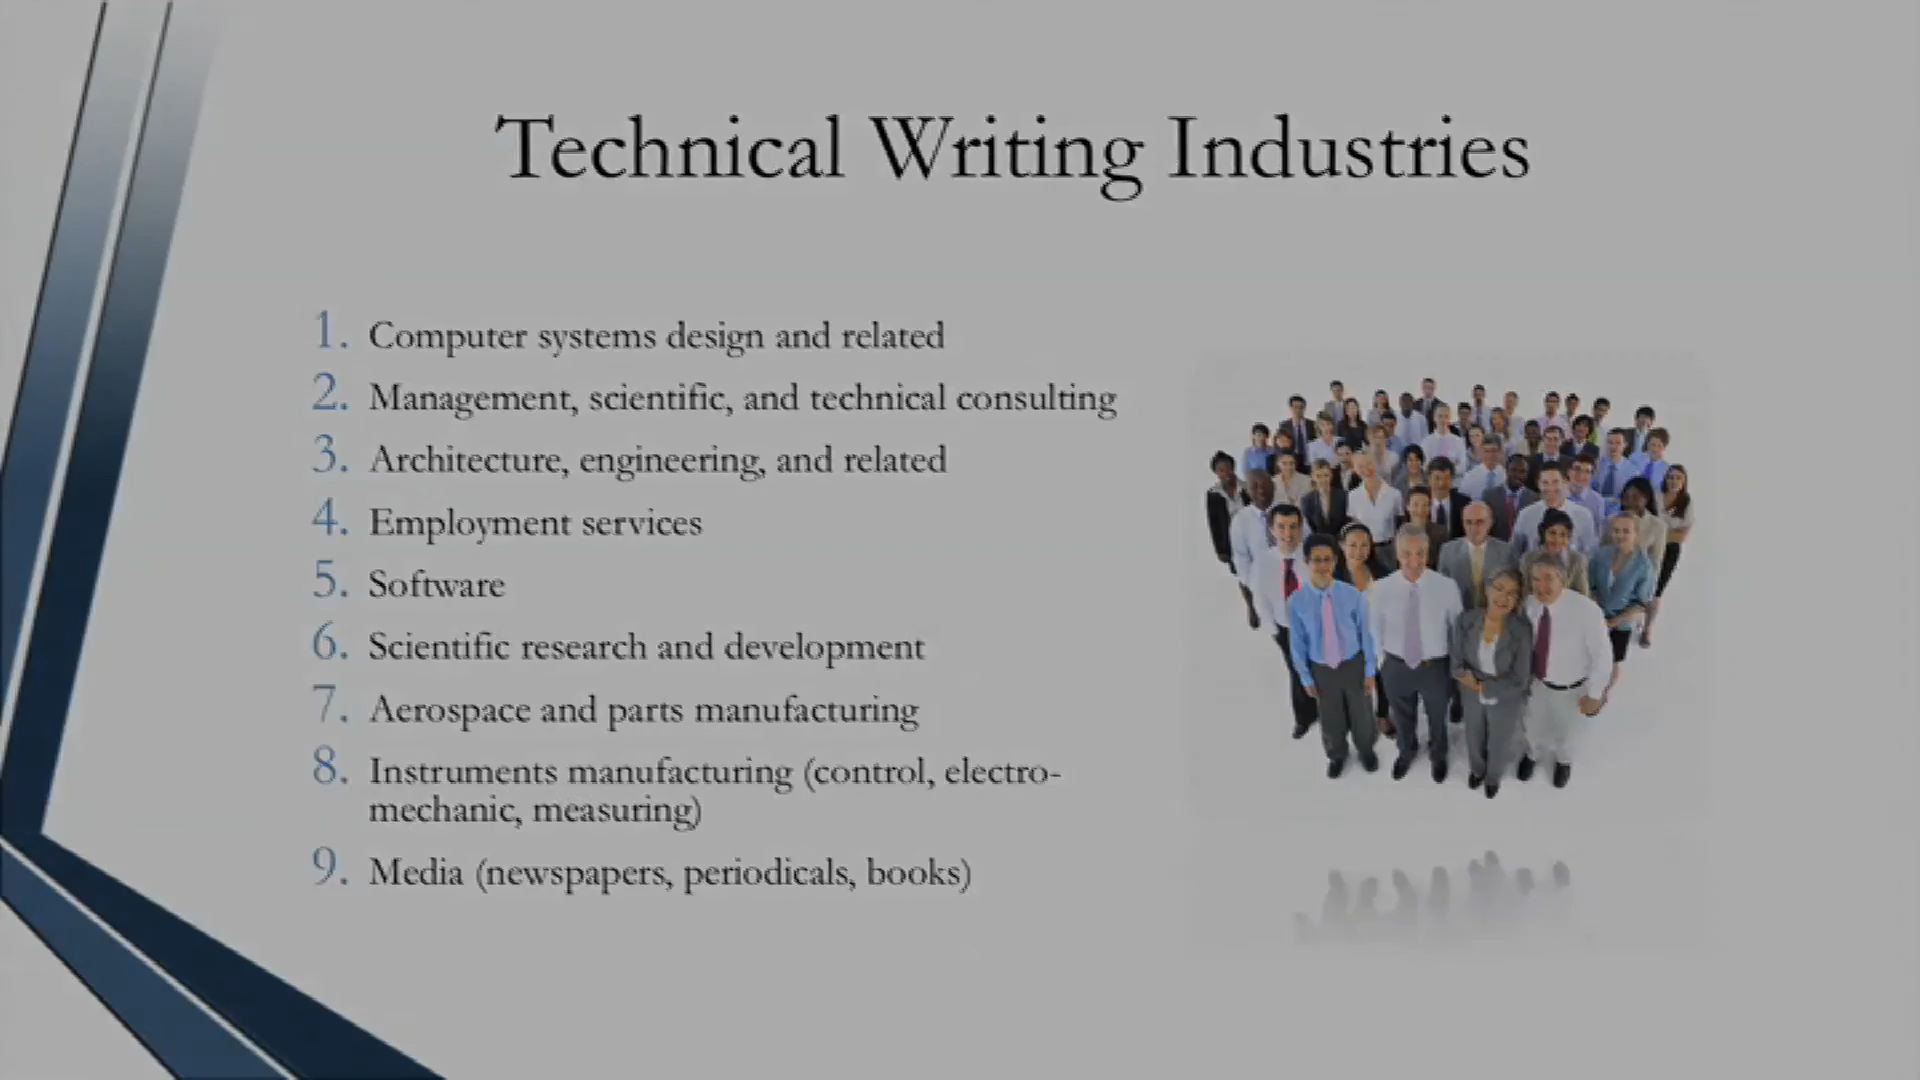 Technical Writing Industries
1. Computer systems design and related
2. Management, scientific, and technical consulting
3. Architecture, engineering, and related
4. Employment services
5. Software
6. Scientific research and development
7. Aerospace and parts manufacturing
8. Instruments manufacturing (control, electro-
mechanic, measuring)
9. Media (newspapers, periodicals, books)